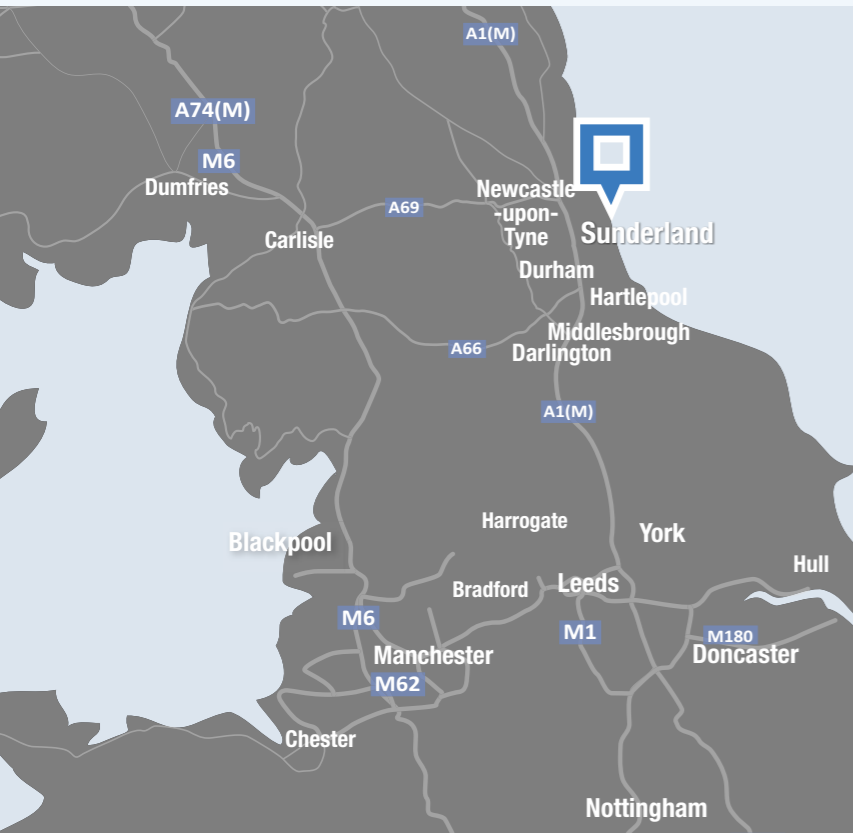 A1(M)
A74(M)
M6
Dumfries
A69
Newcastle
-upon-
Tyne
Sunderland
Carlisle
Durham
Hartlepool
Middlesbrough
A66
Darlington
A1(M)
Harrogate
York
Blackpool
Hull
Bradford
Leeds
M6
M1
M180
Manchester
Doncaster
M62
Chester
Nottingham